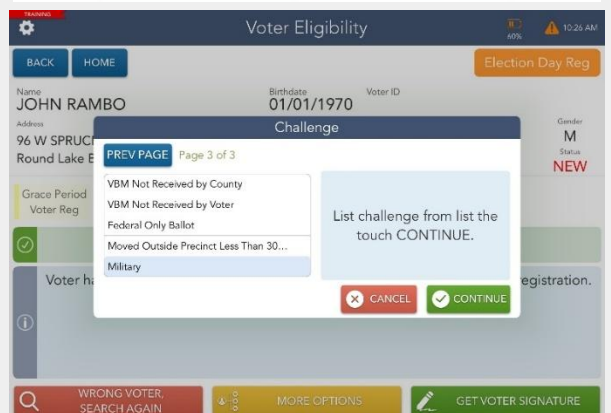 TRAINING
Voter Eligibility
60%
10:26 AM
BACK
HOME
Election Day Reg
Name
JOHN RAMBO
Birthdate
01/01/1970
Voter ID
Address
96 W SPRUC
Round Lake
Gender
M
Status
NEW
Grace Period
Voter Reg
Challenge
PREV PAGE
Page 3 of 3
VBM Not Received by County
VBM Not Received by Voter
Federal Only Ballot
Moved Outside Precinct Less Than 30...
Military
List challenge from list the
touch CONTINUE.
CANCEL
CONTINUE
Voter ha
registration.
WRONG VOTER,
SEARCH AGAIN
MORE OPTIONS
GET VOTER SIGNATURE